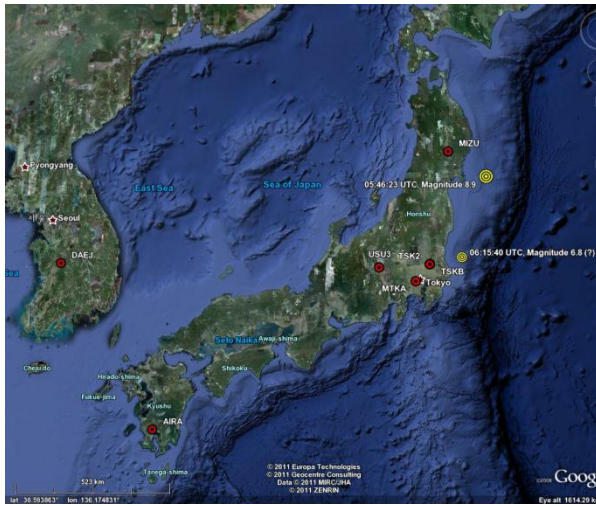 MIZU
Pyongyang
05:46:23 UTC, Magnitude 8.9
East Sea
Sea of Japan
Honshu
Seoul
DAEJ
USU3
TSK2
06:15:40 UTC, Magnitude 6.8 (?)
TSKB
Sea
MTKA
Tokyo
Seto Naikai
Awaji-shima
Cheju do
Hirado-shima
Shikoku
Fukue-jima
Kyushu
AIRA
Tanega-shima
523 km
© 2011 Europa Technologies
© 2011 Geocentre Consulting
Data © 2011 MIRC/JHA
© 2011 ZENRIN
©2009 Goog
lat 36.593863° lon 136.174831°
Eye alt 1614.29 k